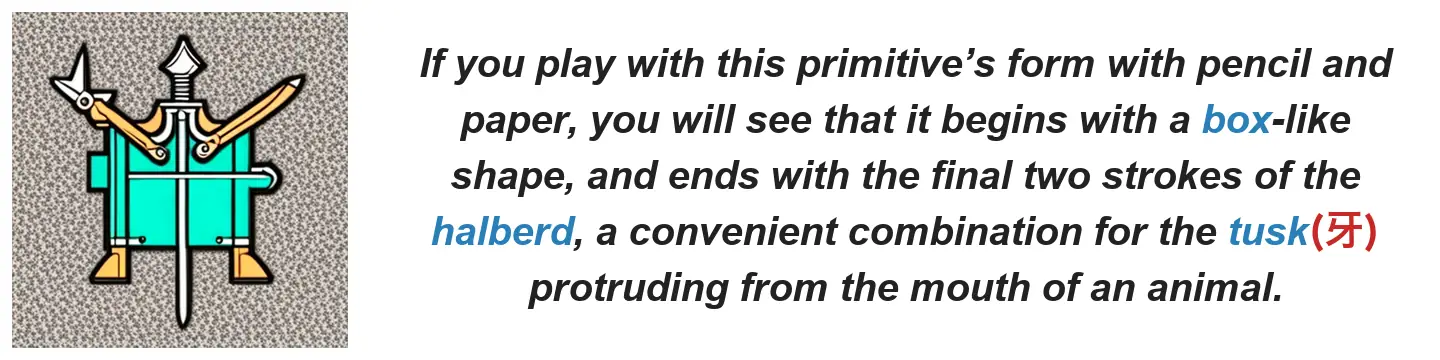 If you play with this primitive’s form with pencil and
paper, you will see that it begins with a box-like
shape, and ends with the final two strokes of the
halberd, a convenient combination for the tusk(牙)
protruding from the mouth of an animal.